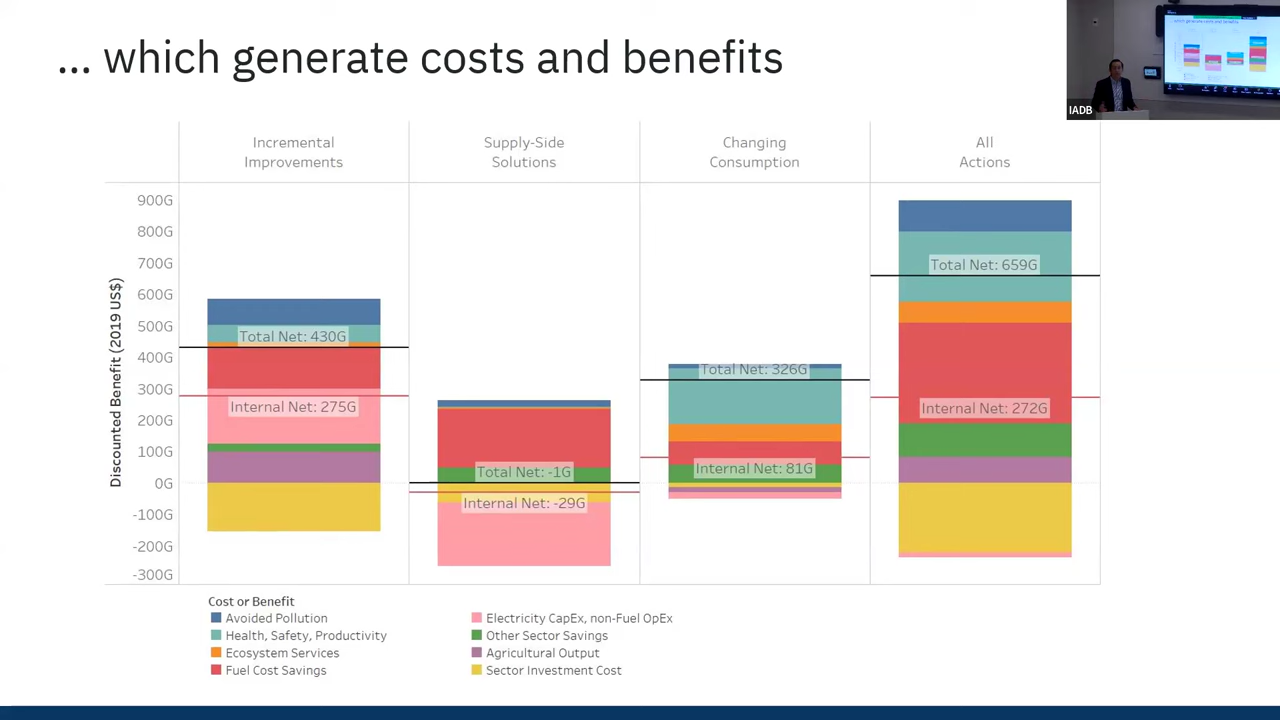 ... which generate costs and benefits
IADB
Incremental
Improvements
Supply-Side
Solutions
Changing
Consumption
All
Actions
Discounted Benefit (2019 US$)
900G
800G
700G
600G
500G
400G
300G
200G
100G
0G
-100G
-200G
-300G
Total Net: 430G
Internal Net: 275G
Total Net: -1G
Internal Net: -29G
Total Net: 326G
Internal Net: 81G
Total Net: 659G
Internal Net: 272G
Cost or Benefit
Avoided Pollution
Health, Safety, Productivity
Ecosystem Services
Fuel Cost Savings
Electricity CapEx, non-Fuel OpEx
Other Sector Savings
Agricultural Output
Sector Investment Cost